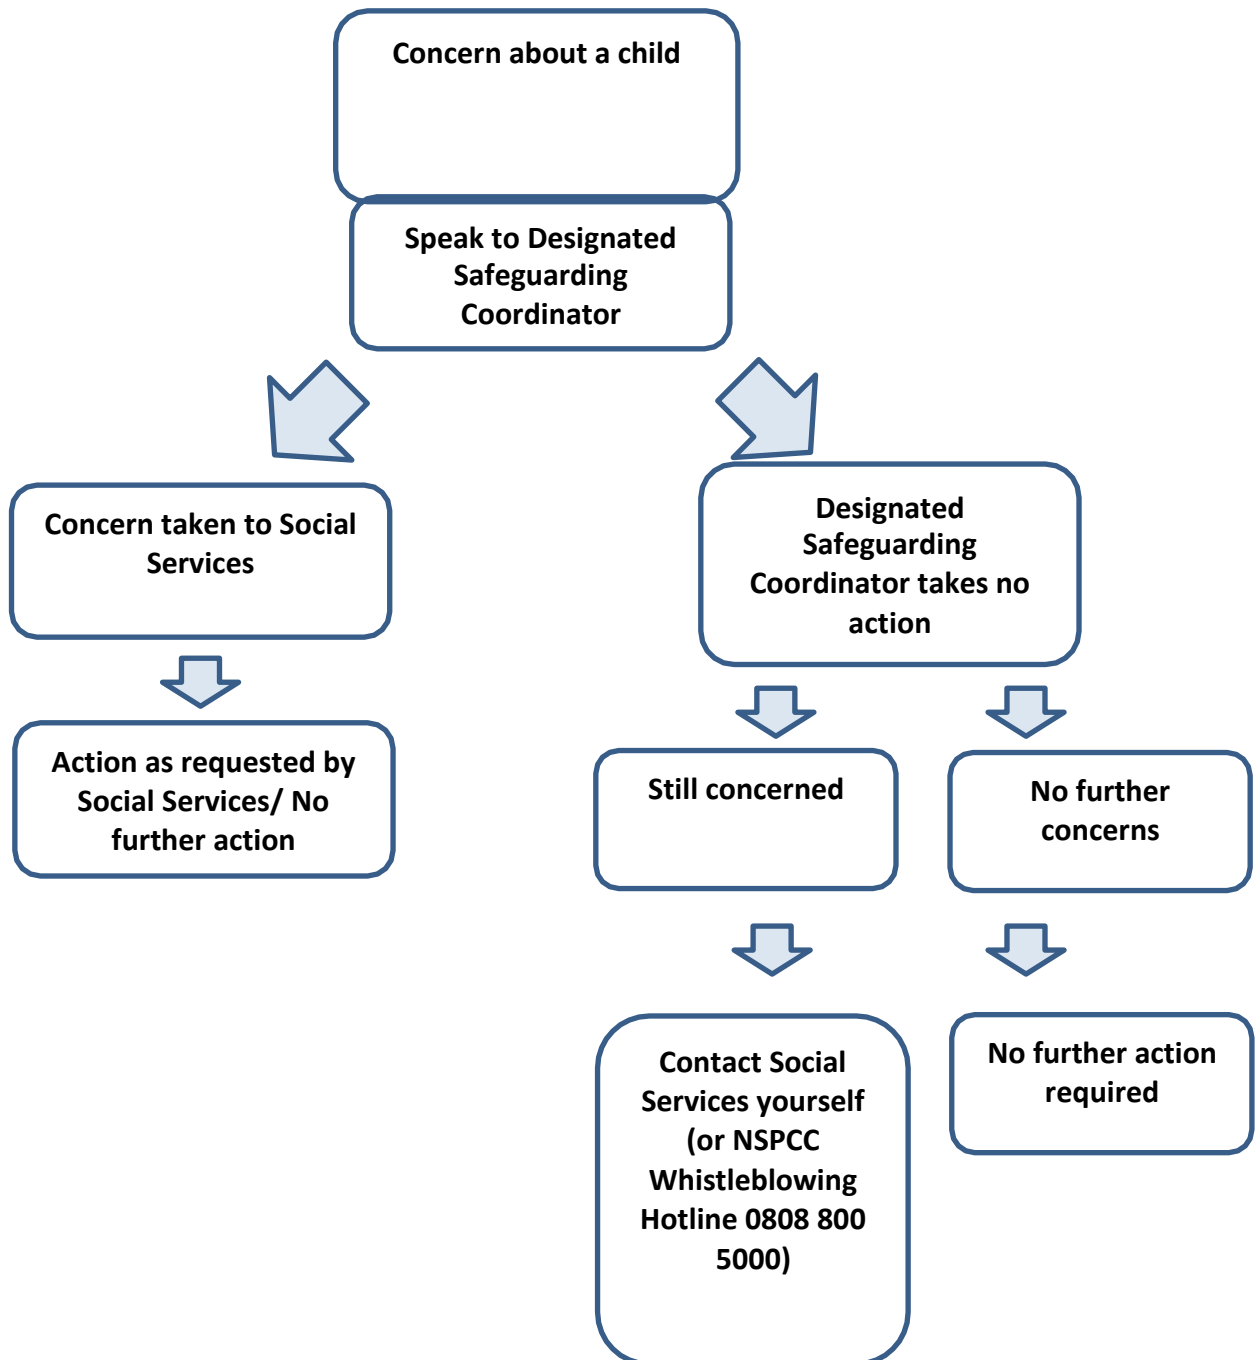 Concern about a child
Speak to Designated
Safeguarding
Coordinator
Concern taken to Social
Services
Action as requested by
Social Services/ No
further action
Designated
Safeguarding
Coordinator takes no
action
Still concerned
No further
concerns
Contact Social
Services yourself
(or NSPCC
Whistleblowing
Hotline 0808 800
5000)
No further action
required